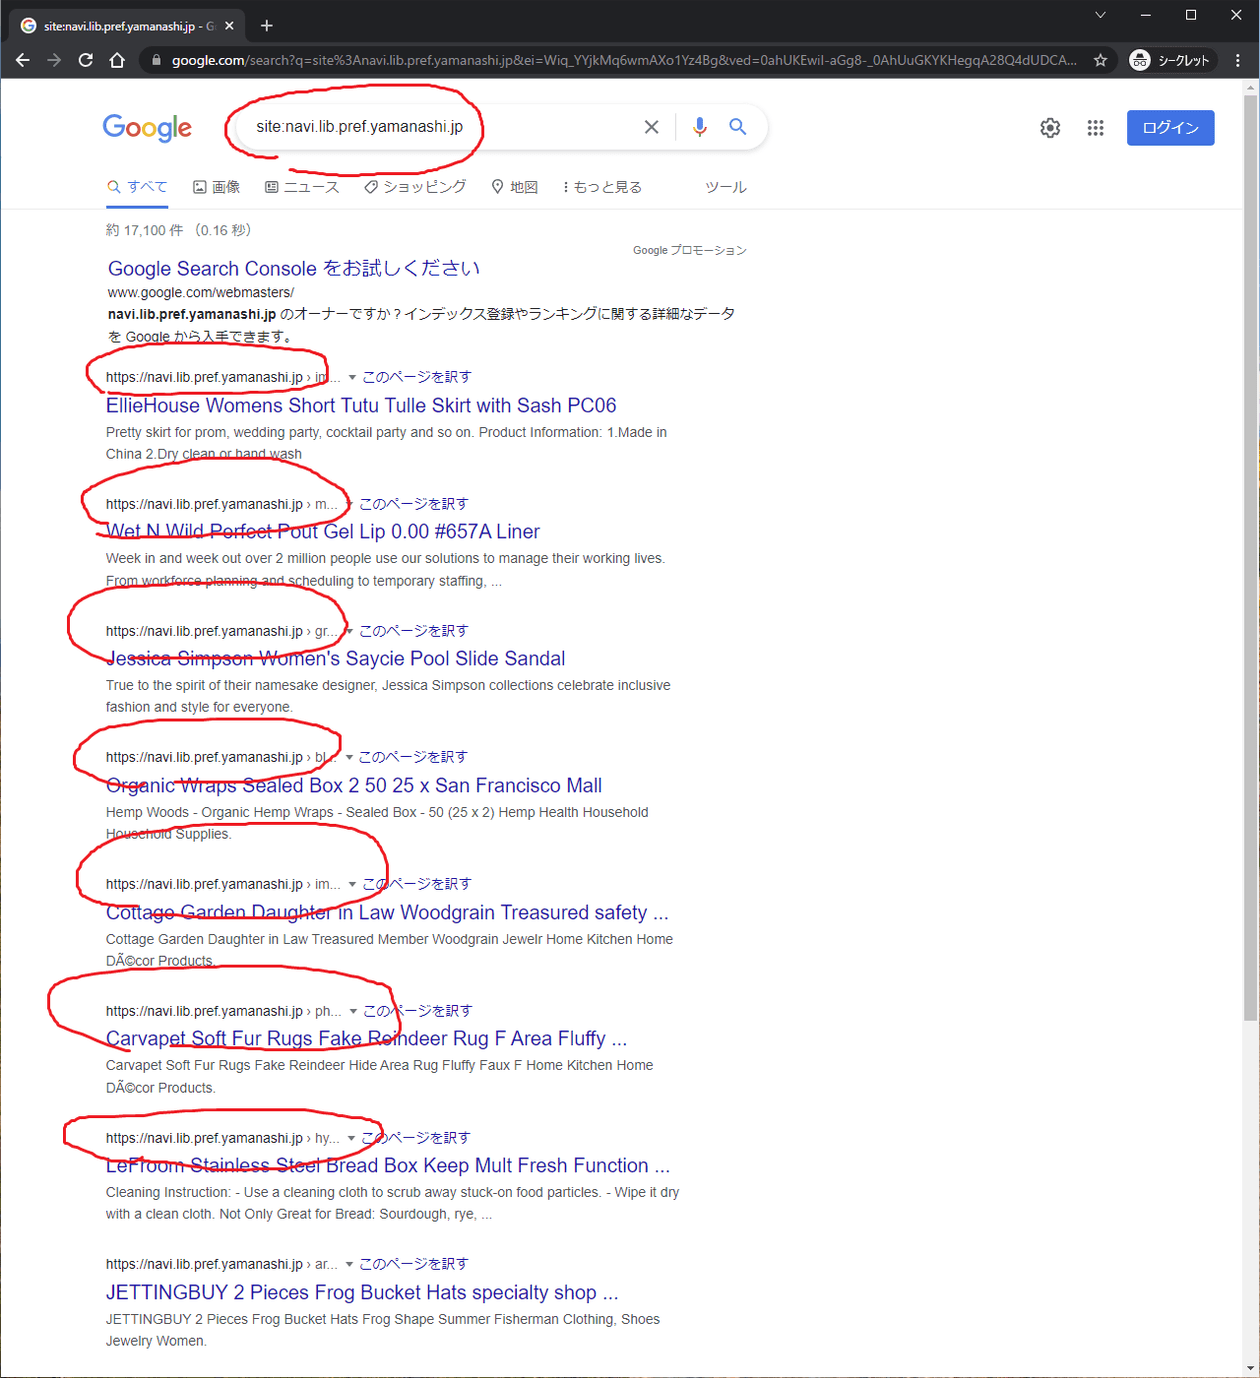 site:navi.lib.pref.yamanashi.jp - G
google.com/search?q=site%3Anavi.lib.pref.yamanashi.jp&ei=Wiq_YYjkMq6wmAXo1Yz4Bg&ved=0ahUKEwiI-aGg8-_0AhUuGKYKHegqA28Q4dUDCA...
シークレット
Google
site:navi.lib.pref.yamanashi.jp
ログイン
すべて 画像 ニュース ショッピング 地図 もっと見る ツール
約 17,100 件 （0.16 秒）
Google プロモーション
Google Search Console をお試しください
www.google.com/webmasters/
navi.lib.pref.yamanashi.jp のオーナーですか？インデックス登録やランキングに関する詳細なデータ
を Google から入手できます。
https://navi.lib.pref.yamanashi.jp › im... このページを訳す
EllieHouse Womens Short Tutu Tulle Skirt with Sash PC06
Pretty skirt for prom, wedding party, cocktail party and so on. Product Information: 1.Made in
China 2.Dry clean or hand wash
https://navi.lib.pref.yamanashi.jp › m... このページを訳す
Wet N Wild Perfect Pout Gel Lip 0.00 #657A Liner
Week in and week out over 2 million people use our solutions to manage their working lives.
From workforce planning and scheduling to temporary staffing, ...
https://navi.lib.pref.yamanashi.jp › gr... このページを訳す
Jessica Simpson Women's Saycie Pool Slide Sandal
True to the spirit of their namesake designer, Jessica Simpson collections celebrate inclusive
fashion and style for everyone.
https://navi.lib.pref.yamanashi.jp › bl... このページを訳す
Organic Wraps Sealed Box 2 50 25 x San Francisco Mall
Hemp Woods - Organic Hemp Wraps - Sealed Box - 50 (25 x 2) Hemp Health Household
Household Supplies.
https://navi.lib.pref.yamanashi.jp › im... このページを訳す
Cottage Garden Daughter in Law Woodgrain Treasured safety ...
Cottage Garden Daughter in Law Treasured Member Woodgrain Jewelr Home Kitchen Home
DÃ©cor Products.
https://navi.lib.pref.yamanashi.jp › ph... このページを訳す
Carvapet Soft Fur Rugs Fake Reindeer Rug F Area Fluffy ...
Carvapet Soft Fur Rugs Fake Reindeer Hide Area Rug Fluffy Faux F Home Kitchen Home
DÃ©cor Products.
https://navi.lib.pref.yamanashi.jp › hy... このページを訳す
LeFroom Stainless Steel Bread Box Keep Mult Fresh Function ...
Cleaning Instruction: - Use a cleaning cloth to scrub away stuck-on food particles. - Wipe it dry
with a clean cloth. Not Only Great for Bread: Sourdough, rye, ...
https://navi.lib.pref.yamanashi.jp › ar... このページを訳す
JETTINGBUY 2 Pieces Frog Bucket Hats specialty shop ...
JETTINGBUY 2 Pieces Frog Bucket Hats Frog Shape Summer Fisherman Clothing, Shoes
Jewelry Women.